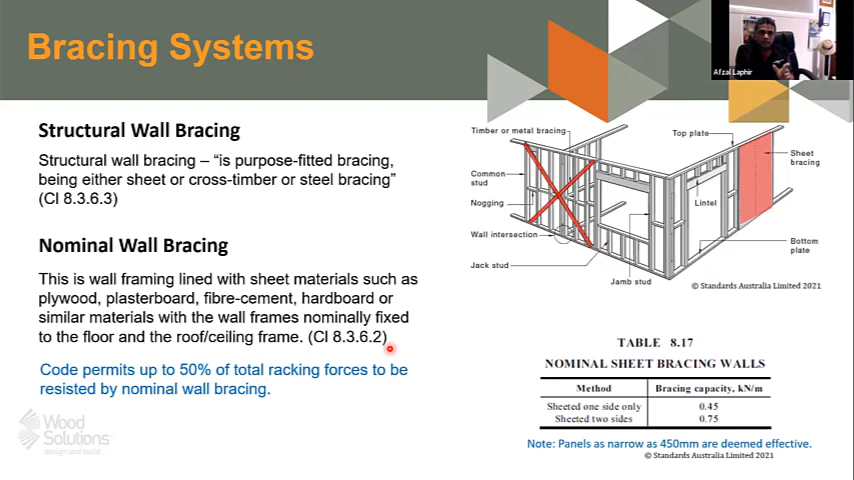 Bracing Systems
Afzal Laphir
Structural Wall Bracing
Structural wall bracing – “is purpose-fitted bracing,
being either sheet or cross-timber or steel bracing”
(Cl 8.3.6.3)
Nominal Wall Bracing
This is wall framing lined with sheet materials such as
plywood, plasterboard, fibre-cement, hardboard or
similar materials with the wall frames nominally fixed
to the floor and the roof/ceiling frame. (Cl 8.3.6.2)
Code permits up to 50% of total racking forces to be
resisted by nominal wall bracing.
Wood
Solutions
design and build
Timber or metal bracing
Top plate
Sheet
bracing
Common
stud
Nogging
Lintel
Wall intersection
Bottom
plate
Jack stud
Jamb stud
© Standards Australia Limited 2021
TABLE 8.17
NOMINAL SHEET BRACING WALLS
Method Bracing capacity, kN/m
Sheeted one side only 0.45
Sheeted two sides 0.75
Note: Panels as narrow as 450mm are deemed effective.
© Standards Australia Limited 2021